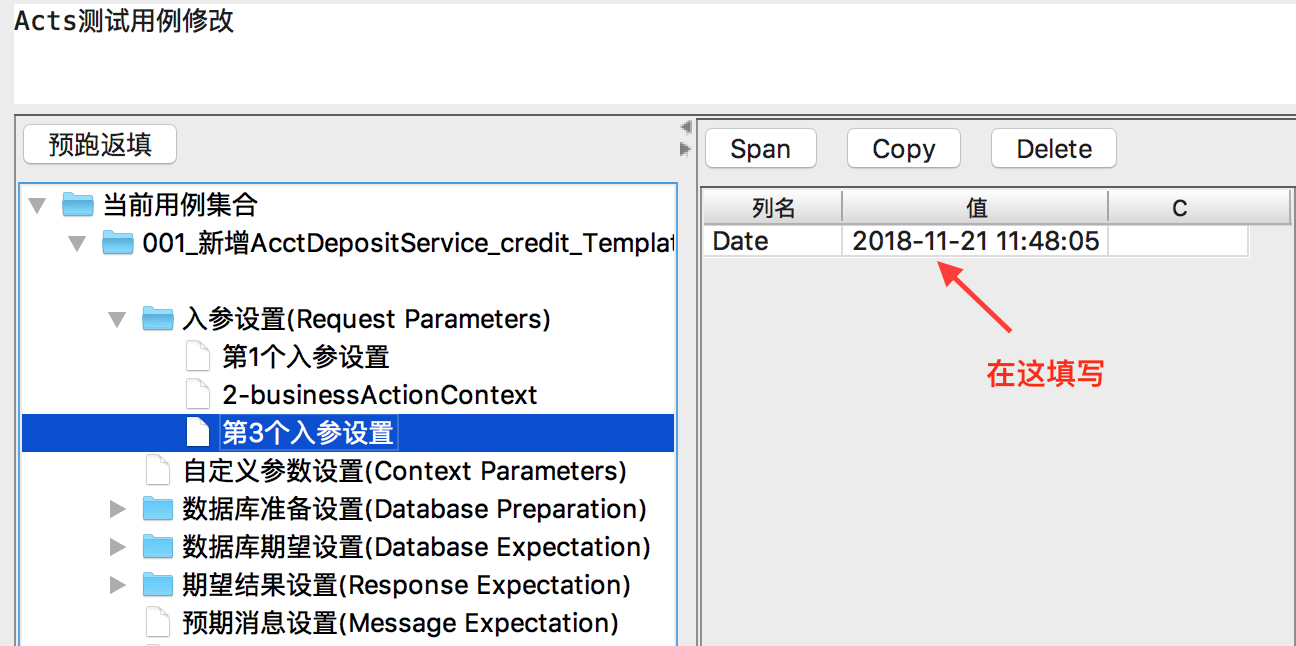 Acts测试用例修改
预跑返填
当前用例集合
001_新增AcctDepositService_credit_Templat
入参设置(Request Parameters)
第1个入参设置
2-businessActionContext
第3个入参设置
自定义参数设置(Context Parameters)
数据库准备设置(Database Preparation)
数据库期望设置(Database Expectation)
期望结果设置(Response Expectation)
预期消息设置(Message Expectation)
Span Copy Delete
列名 值 C
Date 2018-11-21 11:48:05
在这填写